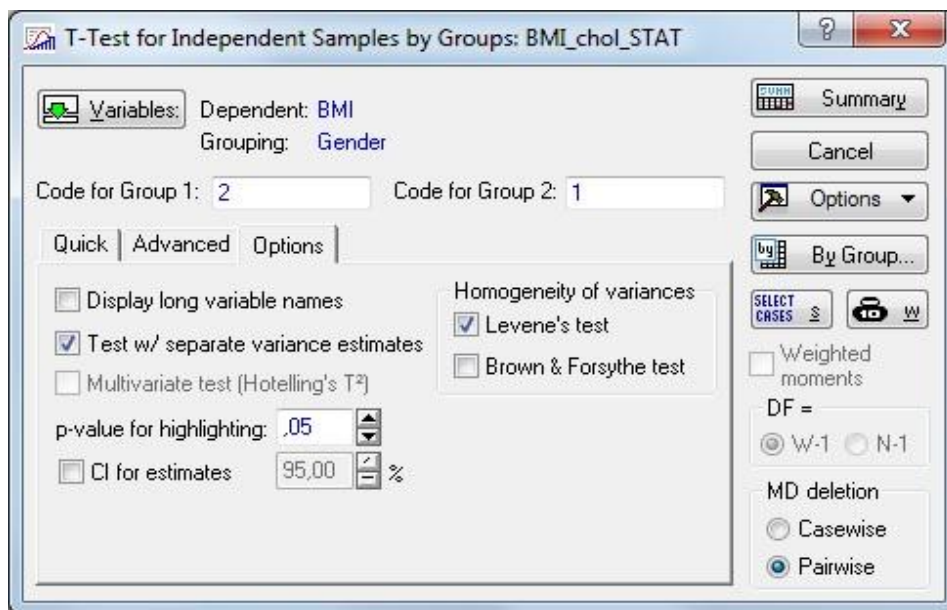 T-Test for Independent Samples by Groups: BMI_chol_STAT
?
Variables:
Dependent: BMI
Grouping: Gender
Code for Group 1: 2
Code for Group 2: 1
Quick
Advanced
Options
Display long variable names
Test w/ separate variance estimates
Multivariate test (Hotelling's T²)
p-value for highlighting: ,05
CI for estimates 95,00 %
Homogeneity of variances
Levene's test
Brown & Forsythe test
SUMM
Summary
Cancel
Options
by
By Group...
SELECT
CASES S
W
Weighted
moments
DF =
W-1 N-1
MD deletion
Casewise
Pairwise